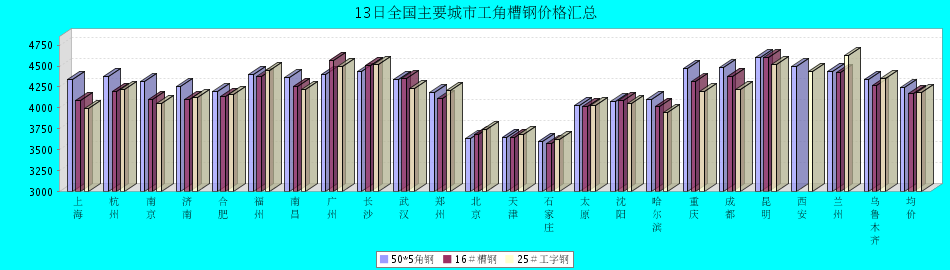 13日全国主要城市工角槽钢价格汇总
4750
4500
4250
4000
3750
3500
3250
3000
上海 杭州 南京 济南 合肥 福州 南昌 广州 长沙 武汉 郑州 北京 天津 石家庄 太原 沈阳 哈尔滨 重庆 成都 昆明 西安 兰州 乌鲁木齐 均价
50*5角钢 16#槽钢 25#工字钢